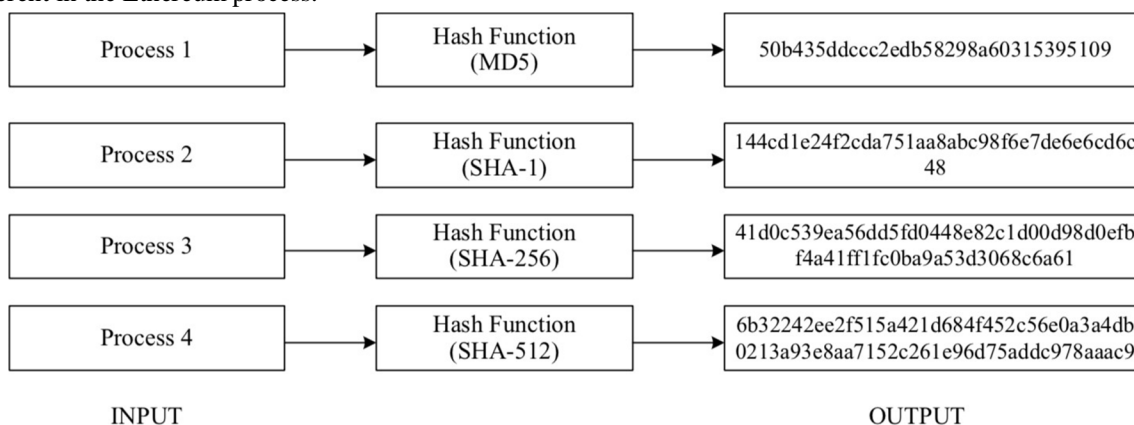 Process 1
Hash Function
(MD5)
50b435ddccc2edb58298a60315395109
Process 2
Hash Function
(SHA-1)
144cd1e24f2cda751aa8abc98f6e7de6e6cd6c
48
Process 3
Hash Function
(SHA-256)
41d0c539ea56dd5fd0448e82c1d00d98d0efb
f4a41ff1fc0ba9a53d3068c6a61
Process 4
Hash Function
(SHA-512)
6b32242ee2f515a421d684f452c56e0a3a4db
0213a93e8aa7152c261e96d75addc978aaac9
INPUT
OUTPUT